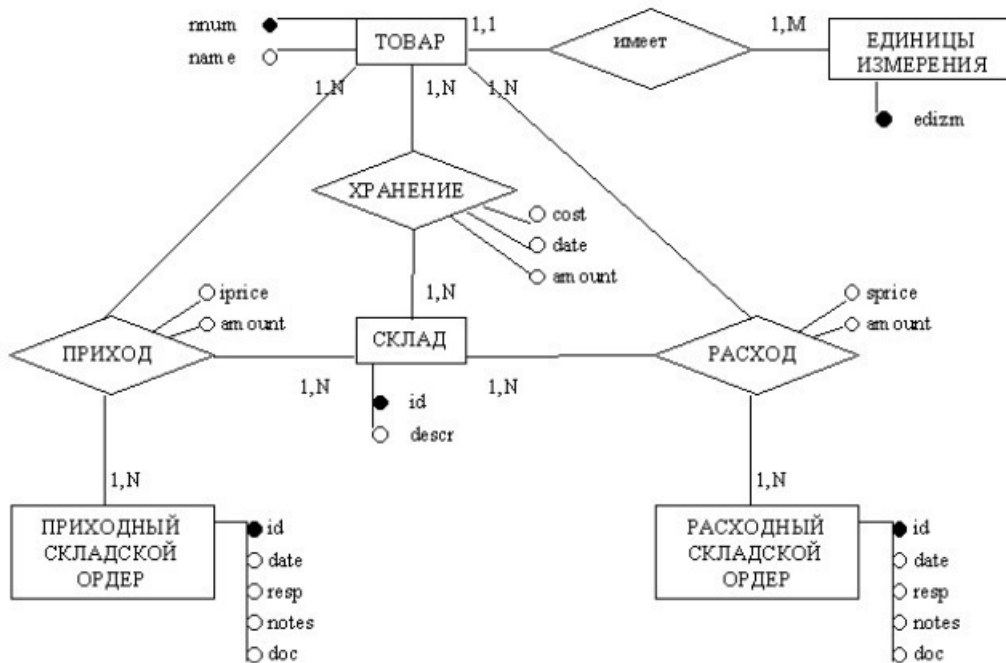 nnum
name
ТОВАР
1,1
имеет
1,М
ЕДИНИЦЫ
ИЗМЕРЕНИЯ
edizm
1,N
1,N
1,N
ХРАНЕНИЕ
cost
date
amount
1,N
iprice
amount
ПРИХОД
СКЛАД
sprice
amount
РАСХОД
1,N
1,N
id
descr
1,N
1,N
ПРИХОДНЫЙ
СКЛАДСКОЙ
ОРДЕР
id
date
resp
notes
doc
РАСХОДНЫЙ
СКЛАДСКОЙ
ОРДЕР
id
date
resp
notes
doc